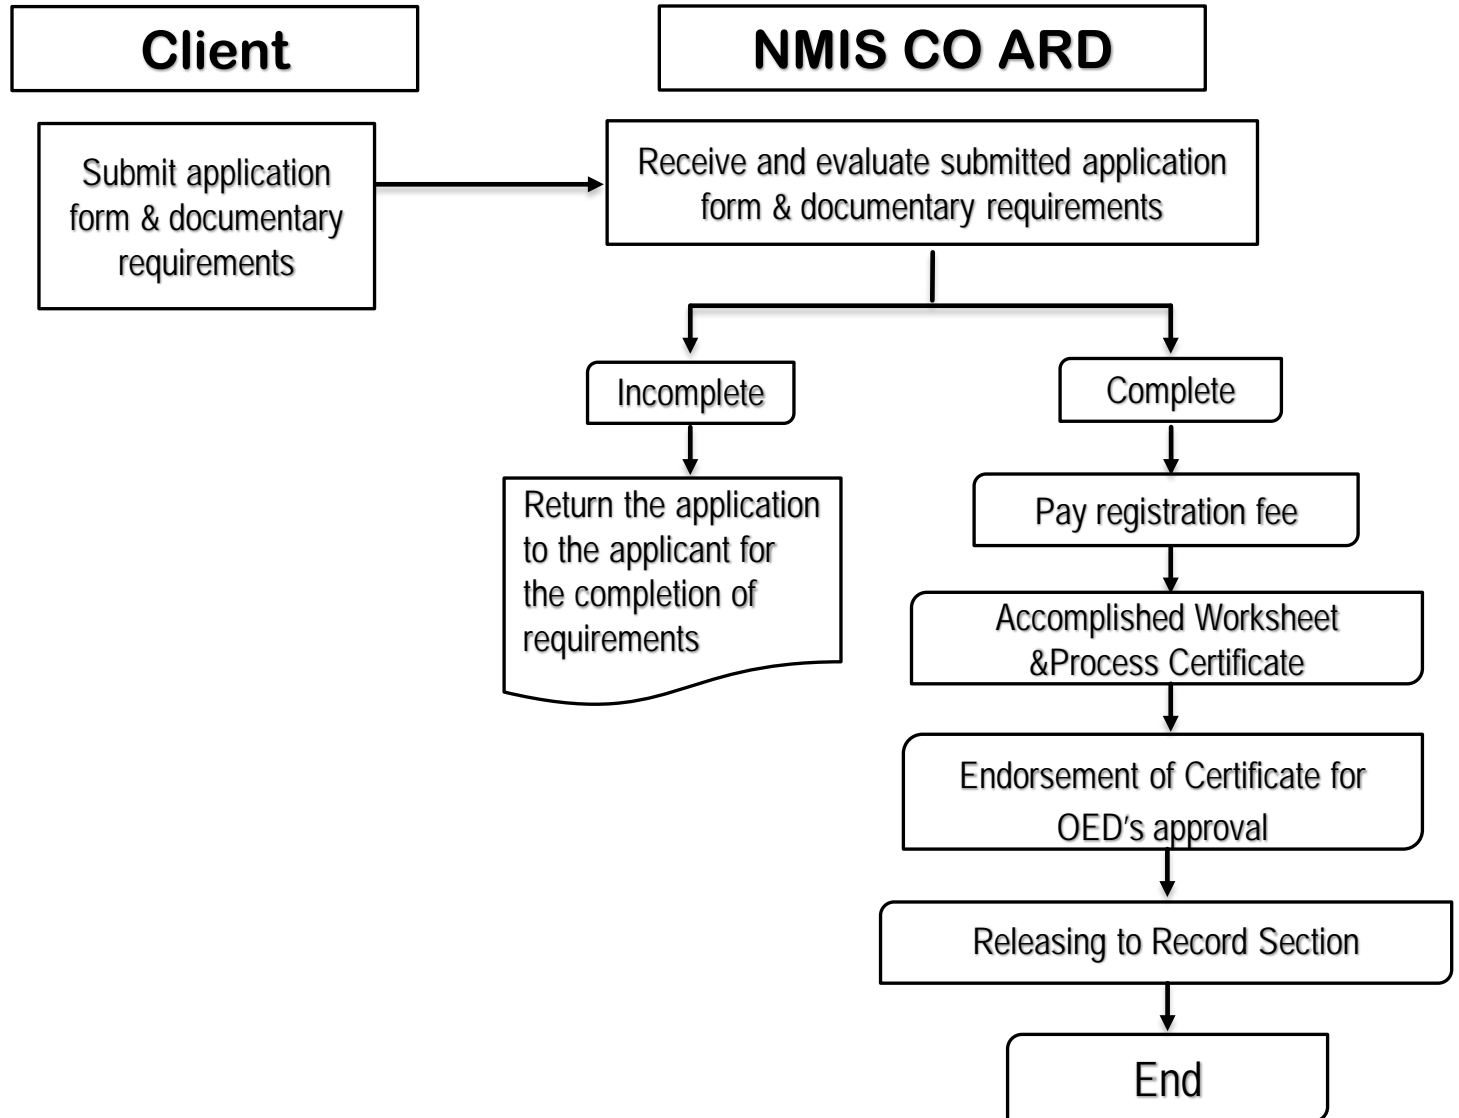 Client
NMIS CO ARD
Submit application
form & documentary
requirements
Receive and evaluate submitted application
form & documentary requirements
Incomplete
Complete
Return the application
to the applicant for
the completion of
requirements
Pay registration fee
Accomplished Worksheet
&Process Certificate
Endorsement of Certificate for
OED's approval
Releasing to Record Section
End